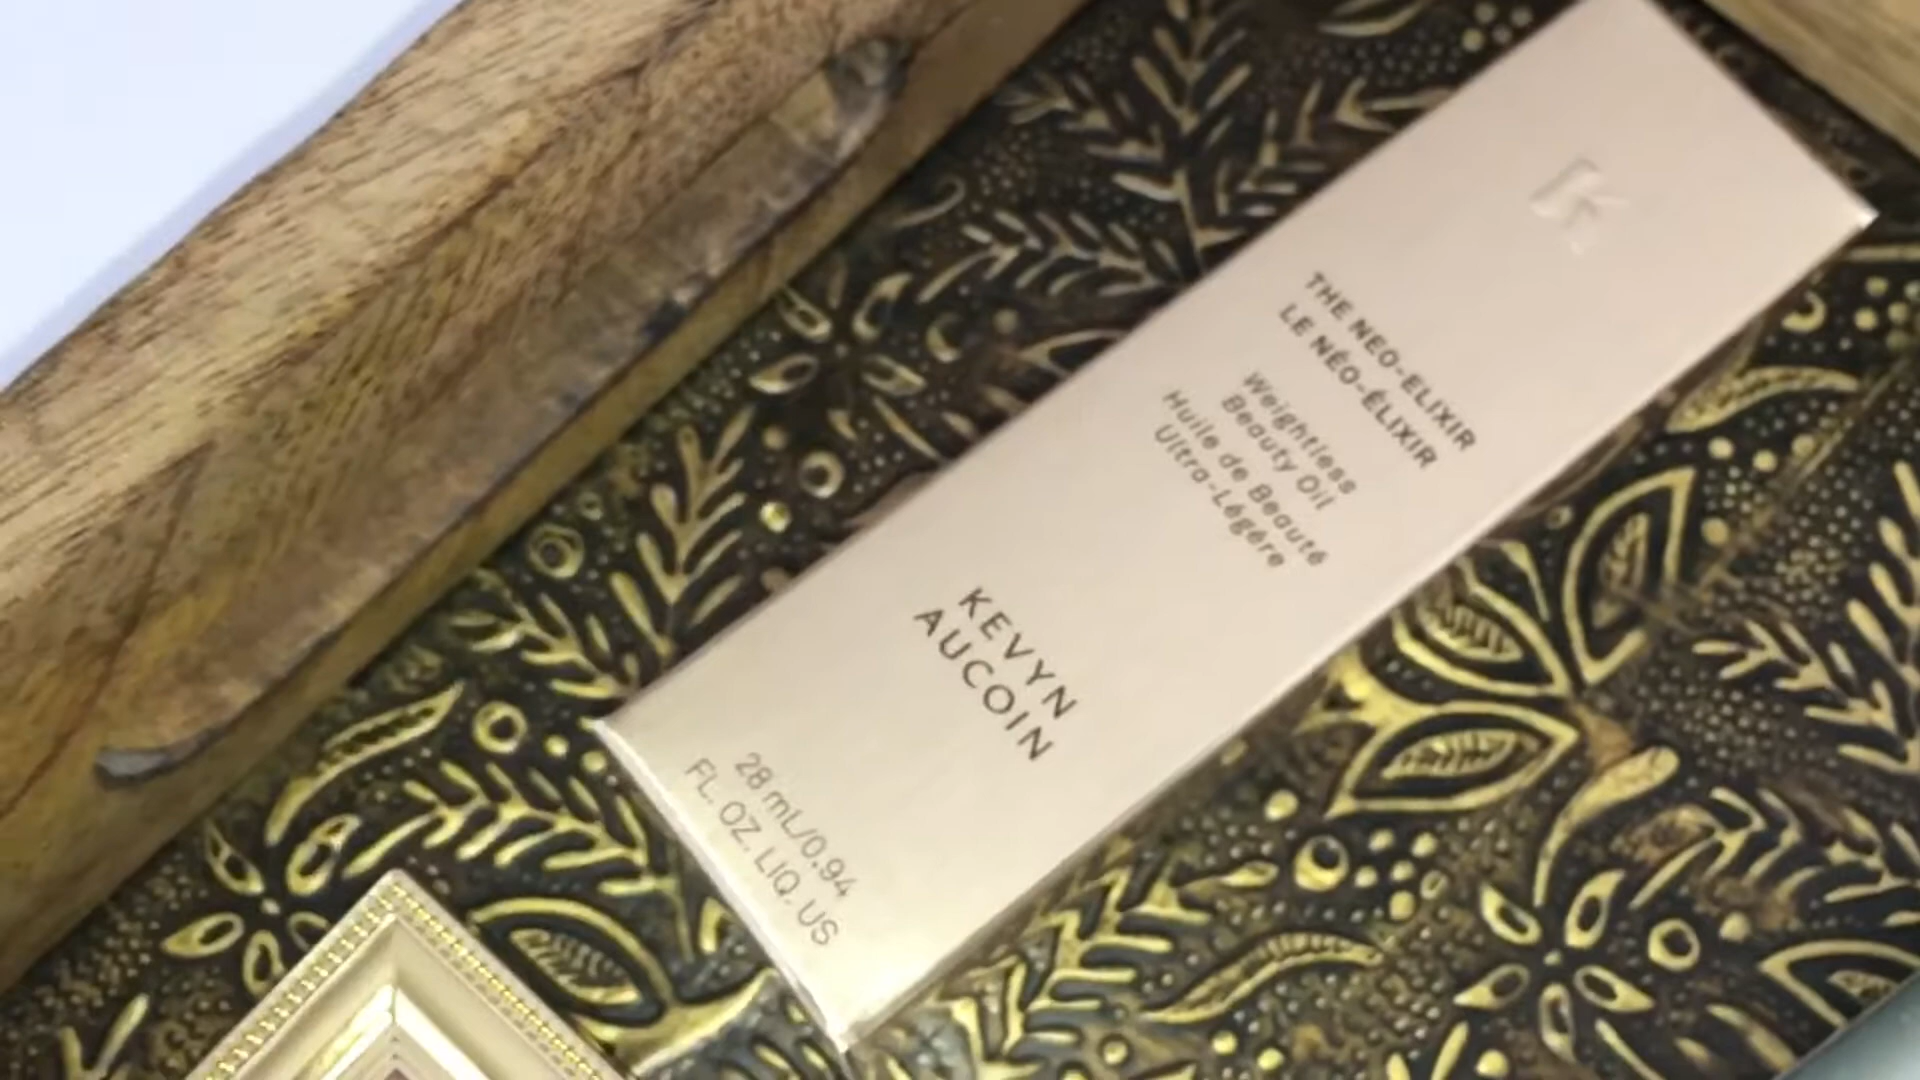 K
THE NEO-ELIXIR
LE NÉO-ÉLIXIR
Weightless
Beauty Oil
Huile de Beauté
Ultra-Légére
KEVYN
AUCOIN
28 mL/0.94
FL. OZ. LIQ. US